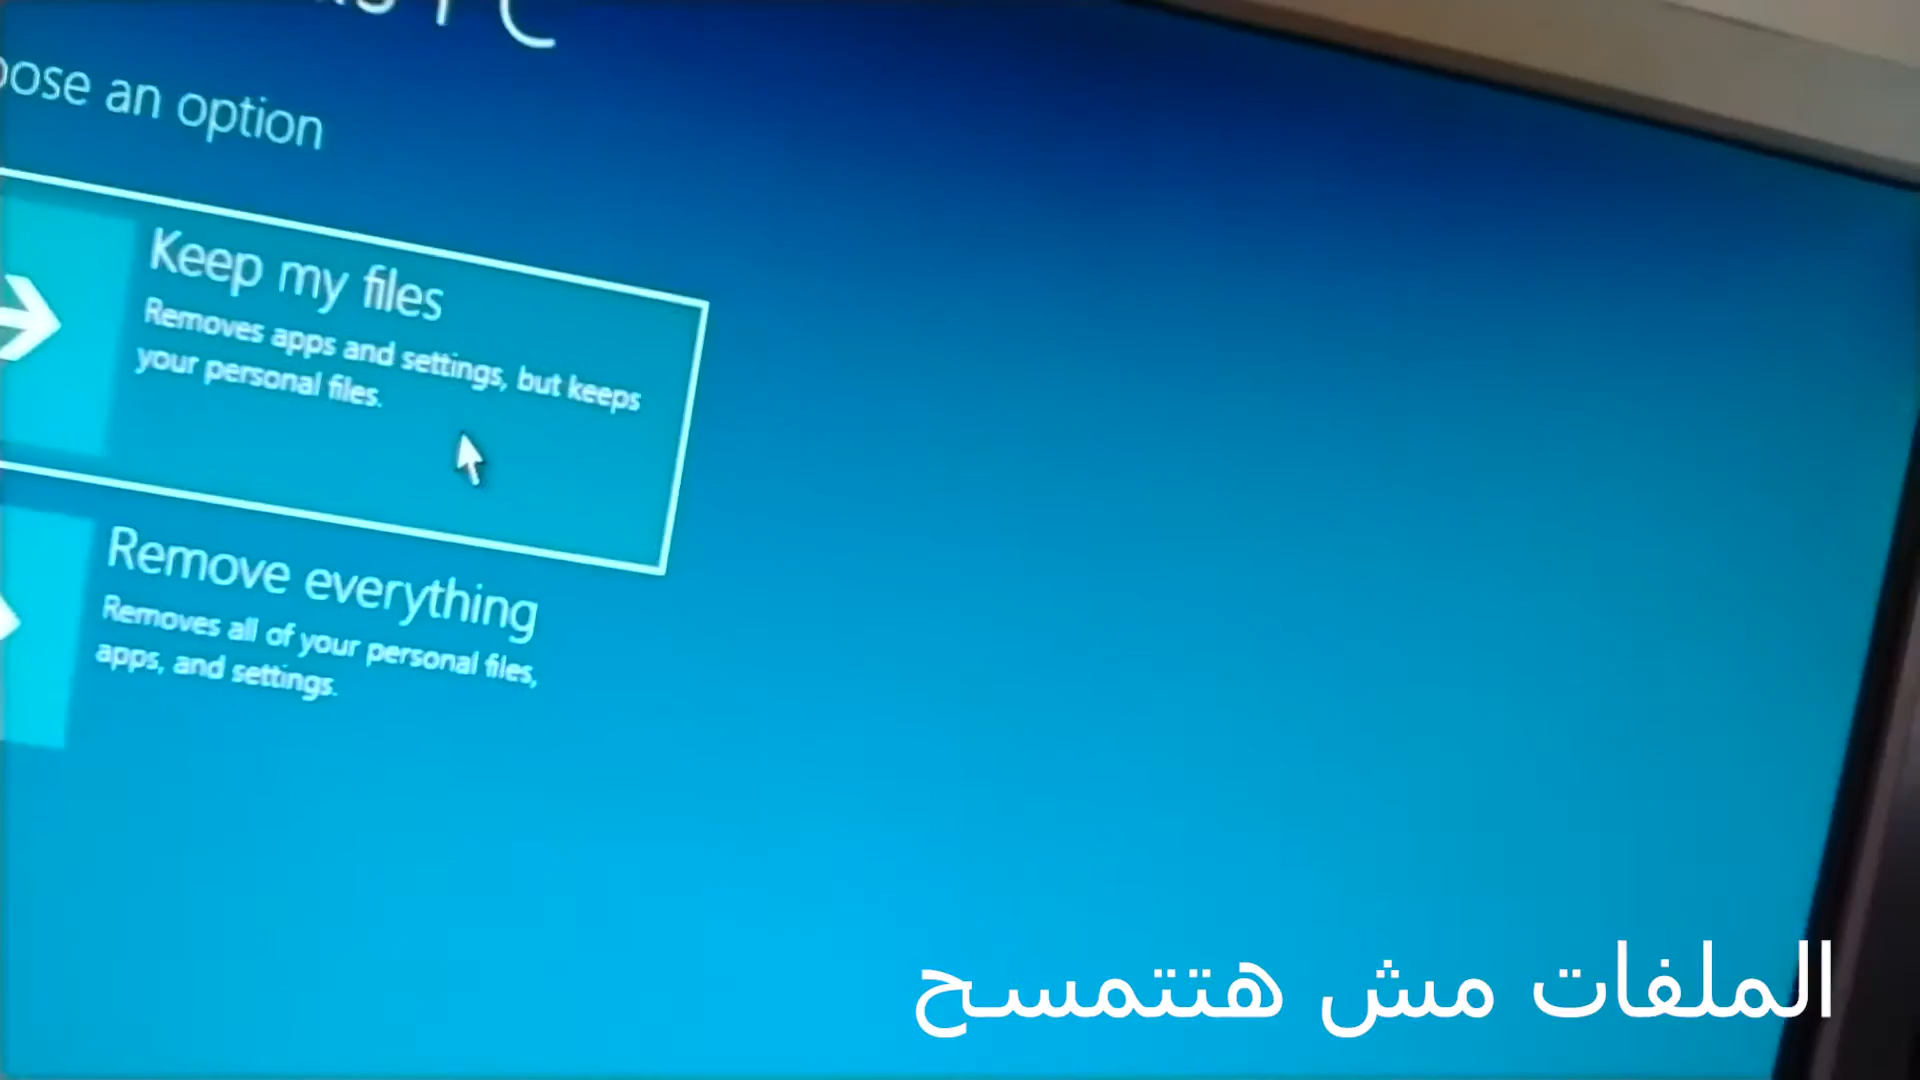 PC
an option
Keep my files
Removes apps and settings, but keeps
your personal files.
Remove everything
Removes all of your personal files,
apps, and settings.
الملفات مش هتتمسح